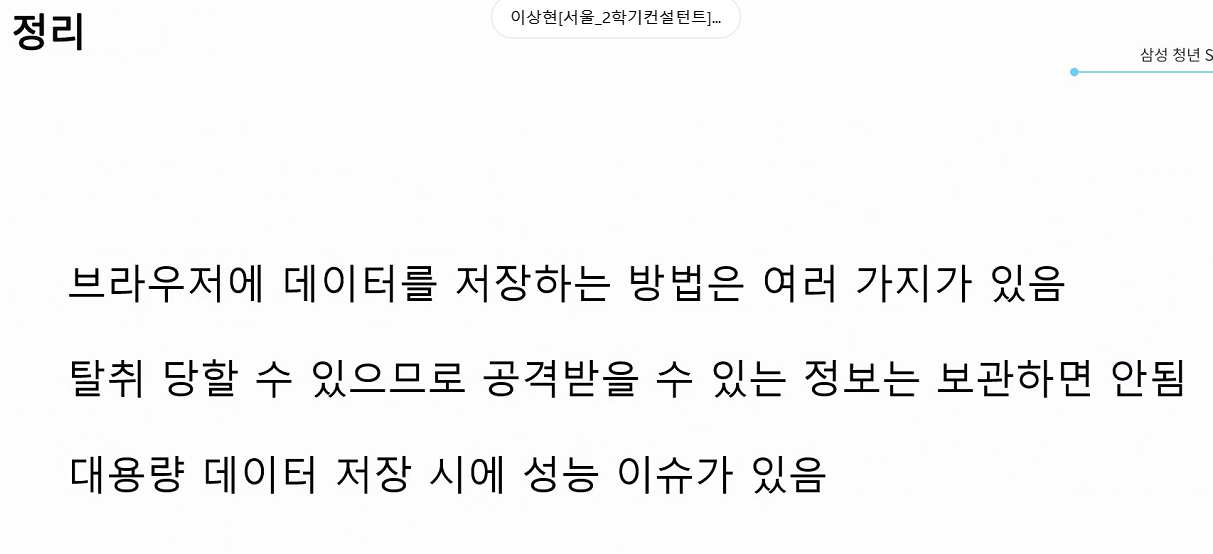 정리
이상현[서울_2학기컨설턴트]...
삼성 청년 S
브라우저에 데이터를 저장하는 방법은 여러 가지가 있음
탈취 당할 수 있으므로 공격받을 수 있는 정보는 보관하면 안됨
대용량 데이터 저장 시에 성능 이슈가 있음